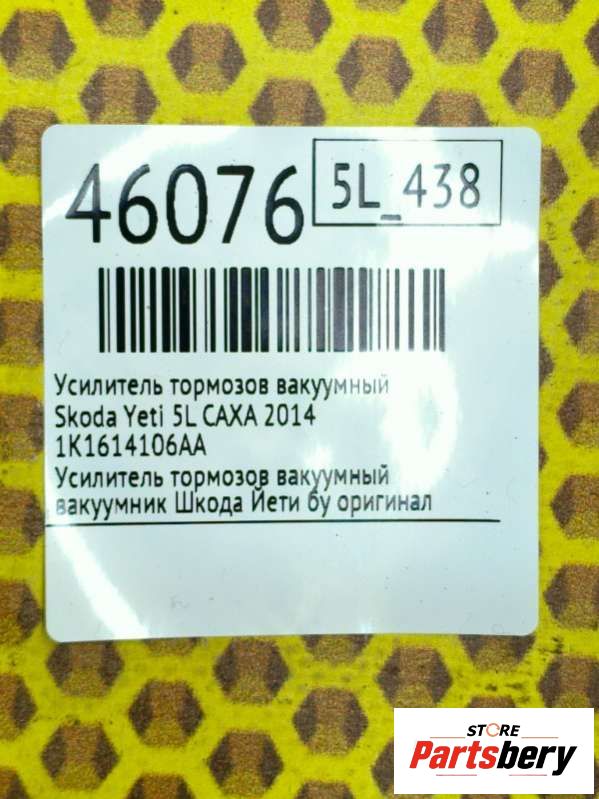 46076
5L_438
Усилитель тормозов вакуумный
Skoda Yeti 5L CAXA 2014
1K1614106AA
Усилитель тормозов вакуумный
вакуумник Шкода Йети бу оригинал
STORE
Partsbery